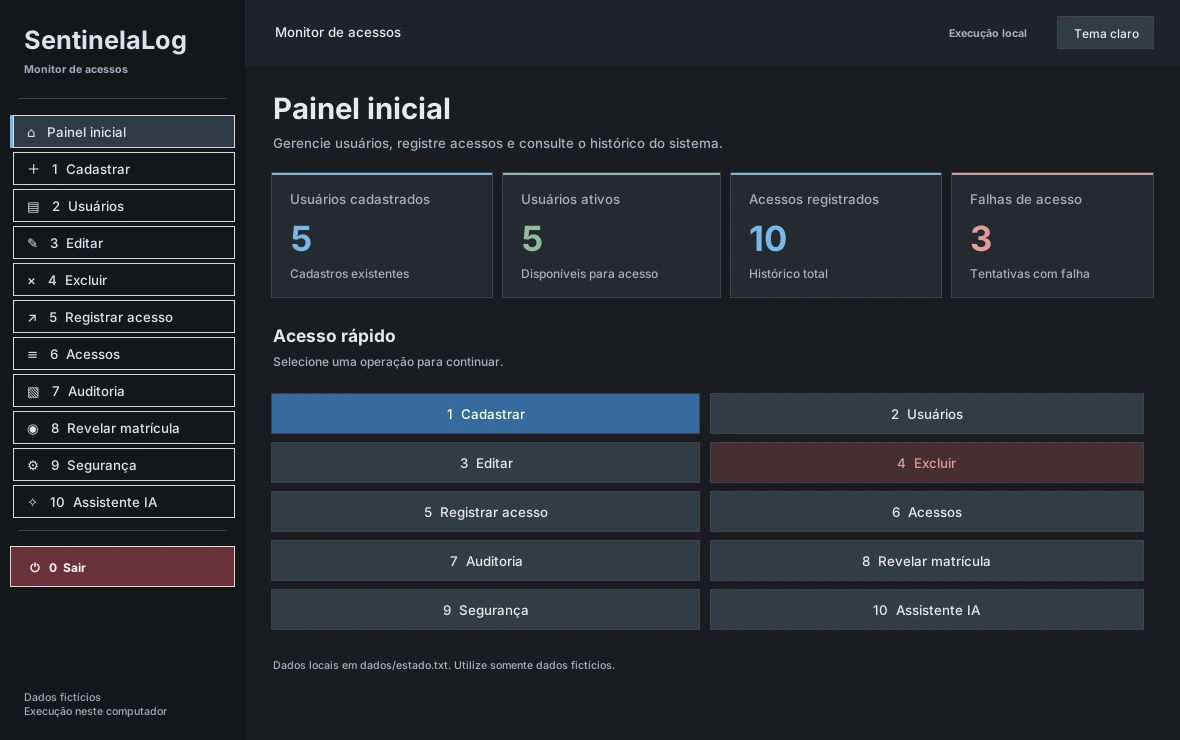 SentinelaLog
Monitor de acessos
⌂ Painel inicial
+ 1 Cadastrar
▤ 2 Usuários
✎ 3 Editar
× 4 Excluir
↗ 5 Registrar acesso
≡ 6 Acessos
▧ 7 Auditoria
◉ 8 Revelar matrícula
⚙ 9 Segurança
✧ 10 Assistente IA
⏻ 0 Sair
Dados fictícios
Execução neste computador
Monitor de acessos
Execução local
Tema claro
Painel inicial
Gerencie usuários, registre acessos e consulte o histórico do sistema.
Usuários cadastrados
5
Cadastros existentes
Usuários ativos
5
Disponíveis para acesso
Acessos registrados
10
Histórico total
Falhas de acesso
3
Tentativas com falha
Acesso rápido
Selecione uma operação para continuar.
1 Cadastrar
2 Usuários
3 Editar
4 Excluir
5 Registrar acesso
6 Acessos
7 Auditoria
8 Revelar matrícula
9 Segurança
10 Assistente IA
Dados locais em dados/estado.txt. Utilize somente dados fictícios.